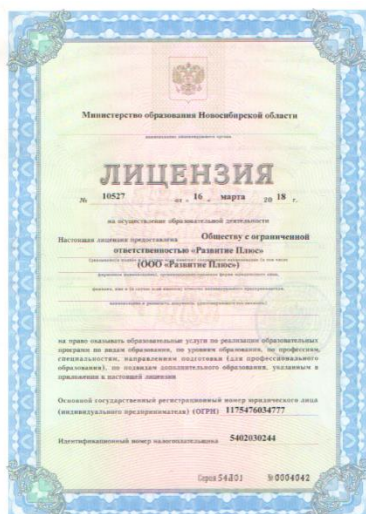 Министерство образования Новосибирской области
наименование лицензирующего органа
ЛИЦЕНЗИЯ
№ 10527 от « 16 » марта 20 18 г.
на осуществление образовательной деятельности
Настоящая лицензия предоставлена Обществу с ограниченной
ответственностью «Развитие Плюс»
(ООО «Развитие Плюс»)
на право оказывать образовательные услуги по реализации образовательных
программ по видам образования, по уровням образования, по профессиям,
специальностям, направлениям подготовки (для профессионального
образования), по подвидам дополнительного образования, указанным в
приложении к настоящей лицензии
Основной государственный регистрационный номер юридического лица
(индивидуального предпринимателя) (ОГРН) 1175476034777
Идентификационный номер налогоплательщика 5402030244
Серия 54Л01 № 0004042